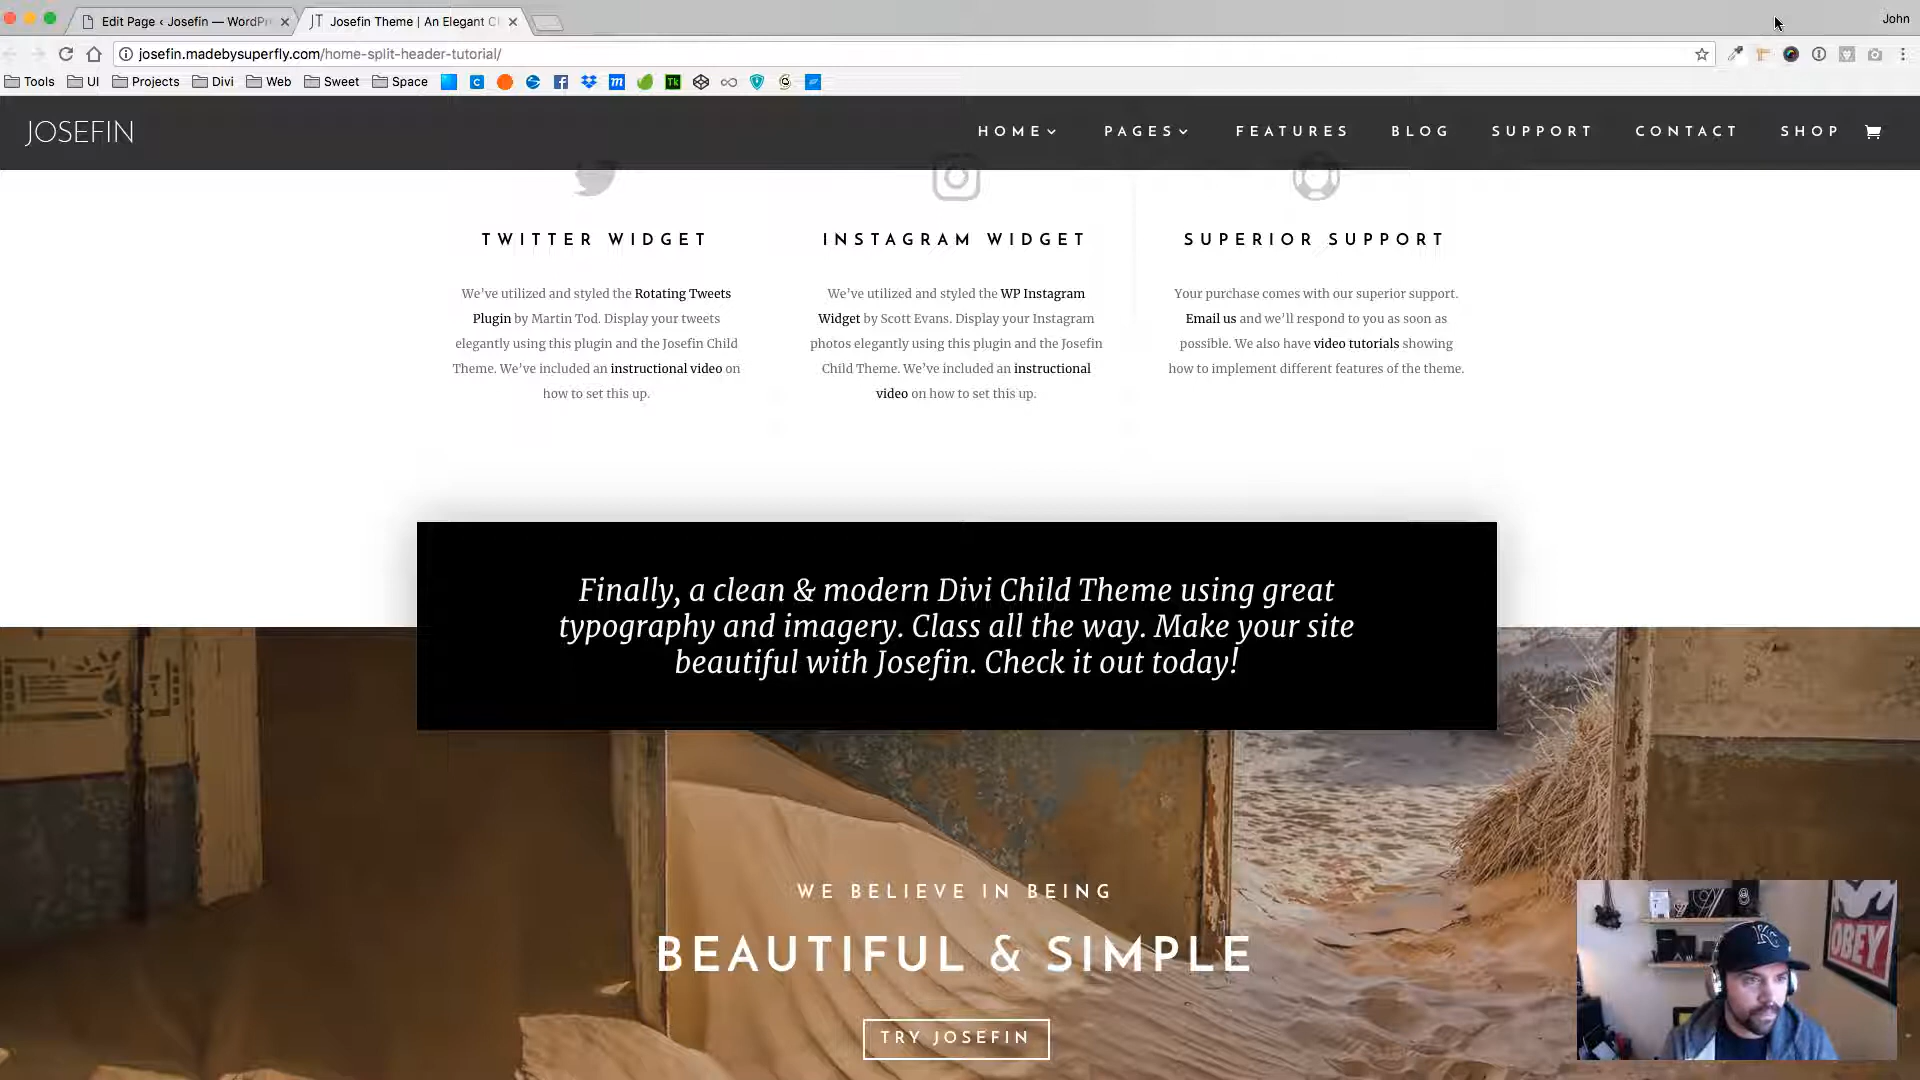 Edit Page ‹ Josefin — WordPr
JT Josefin Theme | An Elegant C
John
josefin.madebysuperfly.com/home-split-header-tutorial/
Tools UI Projects Divi Web Sweet Space
JOSEFIN
HOME PAGES FEATURES BLOG SUPPORT CONTACT SHOP
TWITTER WIDGET
We've utilized and styled the Rotating Tweets
Plugin by Martin Tod. Display your tweets
elegantly using this plugin and the Josefin Child
Theme. We've included an instructional video on
how to set this up.
INSTAGRAM WIDGET
We've utilized and styled the WP Instagram
Widget by Scott Evans. Display your Instagram
photos elegantly using this plugin and the Josefin
Child Theme. We've included an instructional
video on how to set this up.
SUPERIOR SUPPORT
Your purchase comes with our superior support.
Email us and we'll respond to you as soon as
possible. We also have video tutorials showing
how to implement different features of the theme.
Finally, a clean & modern Divi Child Theme using great
typography and imagery. Class all the way. Make your site
beautiful with Josefin. Check it out today!
WE BELIEVE IN BEING
BEAUTIFUL & SIMPLE
TRY JOSEFIN
OBEY
KC